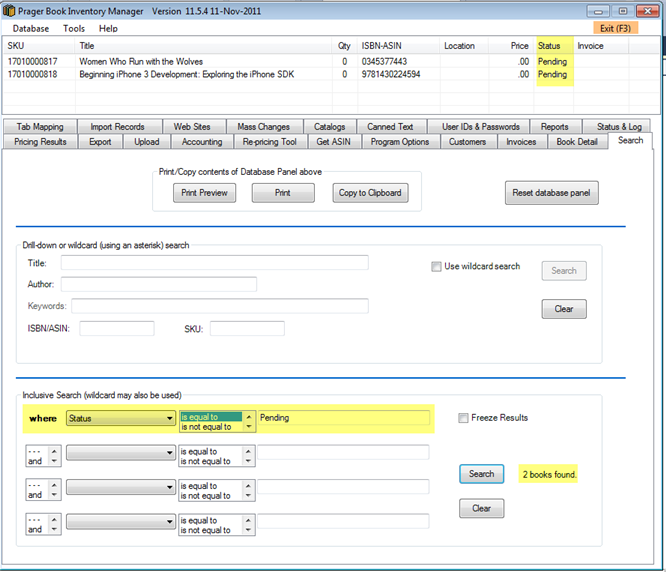 Prager Book Inventory Manager Version 11.5.4 11-Nov-2011
Database Tools Help Exit (F3)
SKU Title Qty ISBN-ASIN Location Price Status Invoice
17010000817 Women Who Run with the Wolves 0 0345377443 .00 Pending
17010000818 Beginning iPhone 3 Development: Exploring the iPhone SDK 0 9781430224594 .00 Pending
Tab Mapping Import Records Web Sites Mass Changes Catalogs Canned Text User IDs & Passwords Reports Status & Log
Pricing Results Export Upload Accounting Re-pricing Tool Get ASIN Program Options Customers Invoices Book Detail Search
Print/Copy contents of Database Panel above
Print Preview Print Copy to Clipboard Reset database panel
Drill-down or wildcard (using an asterisk) search
Title: Use wildcard search Search
Author:
Keywords: Clear
ISBN/ASIN: SKU:
Inclusive Search (wildcard may also be used)
where Status is equal to Pending Freeze Results
is not equal to
--- is equal to
and is not equal to
Search 2 books found.
--- is equal to
and is not equal to
Clear
--- is equal to
and is not equal to